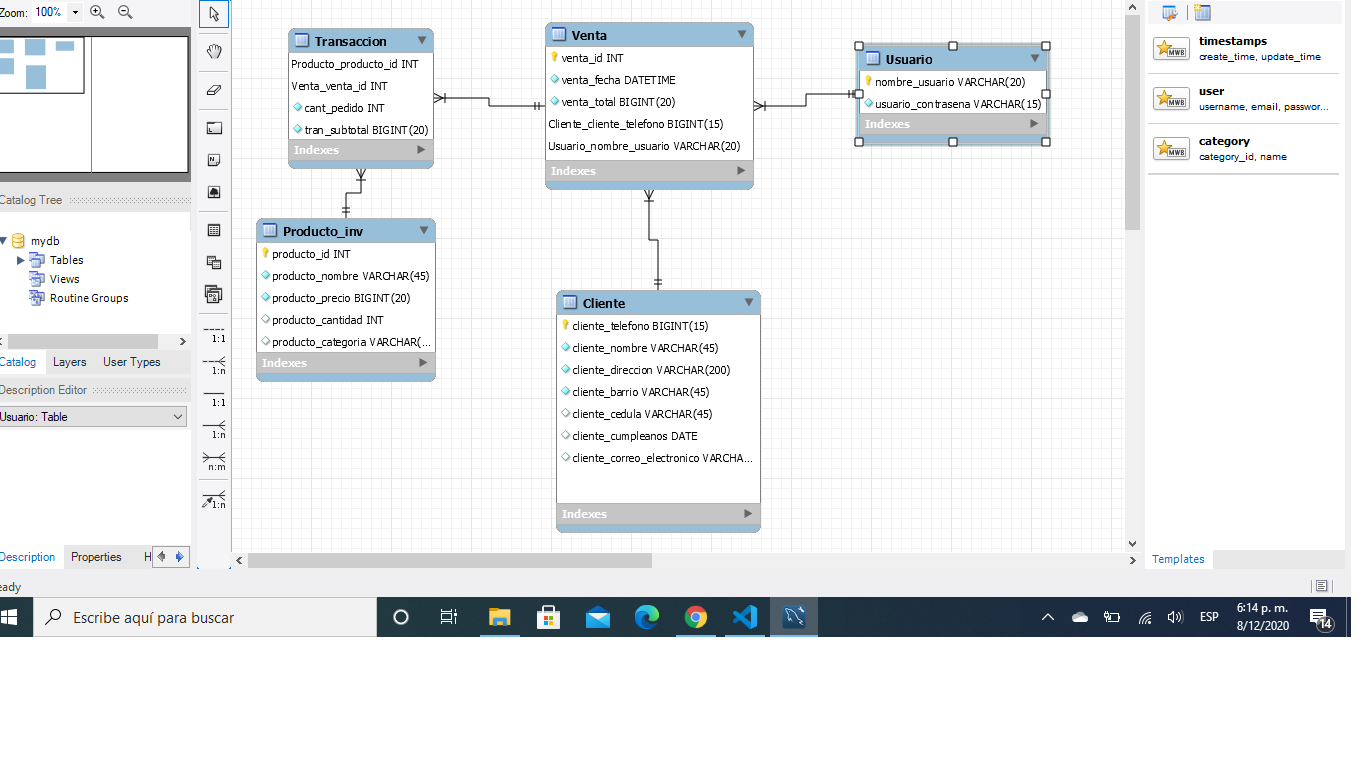 Zoom: 100%
Catalog Tree
mydb
Tables
Views
Routine Groups
Catalog Layers User Types
Description Editor
Usuario: Table
Description Properties H
eady
1:1
1:n
1:1
1:n
n:m
1:n
Transaccion
Producto_producto_id INT
Venta_venta_id INT
cant_pedido INT
tran_subtotal BIGINT(20)
Indexes
Producto_inv
producto_id INT
producto_nombre VARCHAR(45)
producto_precio BIGINT(20)
producto_cantidad INT
producto_categoria VARCHAR(...
Indexes
Venta
venta_id INT
venta_fecha DATETIME
venta_total BIGINT(20)
Cliente_cliente_telefono BIGINT(15)
Usuario_nombre_usuario VARCHAR(20)
Indexes
Cliente
cliente_telefono BIGINT(15)
cliente_nombre VARCHAR(45)
cliente_direccion VARCHAR(200)
cliente_barrio VARCHAR(45)
cliente_cedula VARCHAR(45)
cliente_cumpleanos DATE
cliente_correo_electronico VARCHA...
Indexes
Usuario
nombre_usuario VARCHAR(20)
usuario_contrasena VARCHAR(15)
Indexes
MWB
timestamps
create_time, update_time
MWB
user
username, email, passwor...
MWB
category
category_id, name
Templates
Escribe aquí para buscar
ESP
6:14 p. m.
8/12/2020
14